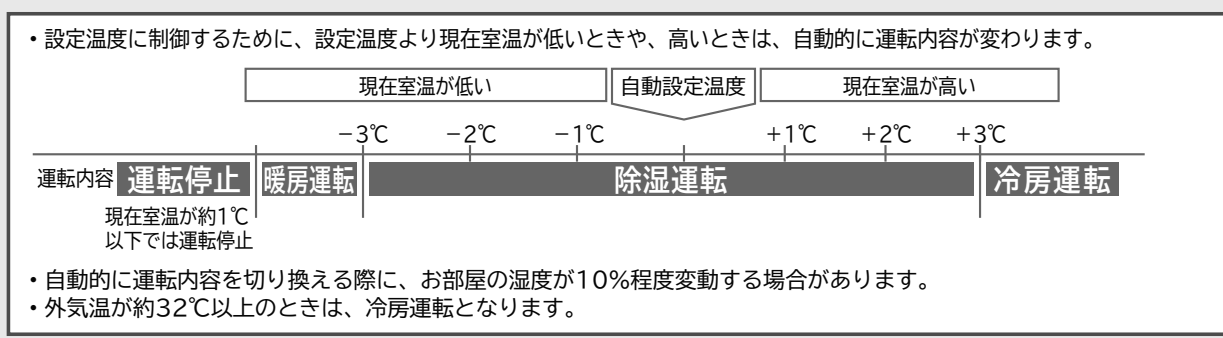 ・設定温度に制御するために、設定温度より現在室温が低いときや、高いときは、自動的に運転内容が変わります。
現在室温が低い 自動設定温度 現在室温が高い
－3℃ －2℃ －1℃ ＋1℃ ＋2℃ ＋3℃
運転内容 運転停止 暖房運転 除湿運転 冷房運転
現在室温が約1℃
以下では運転停止
・自動的に運転内容を切り換える際に、お部屋の湿度が10%程度変動する場合があります。
・外気温が約32℃以上のときは、冷房運転となります。